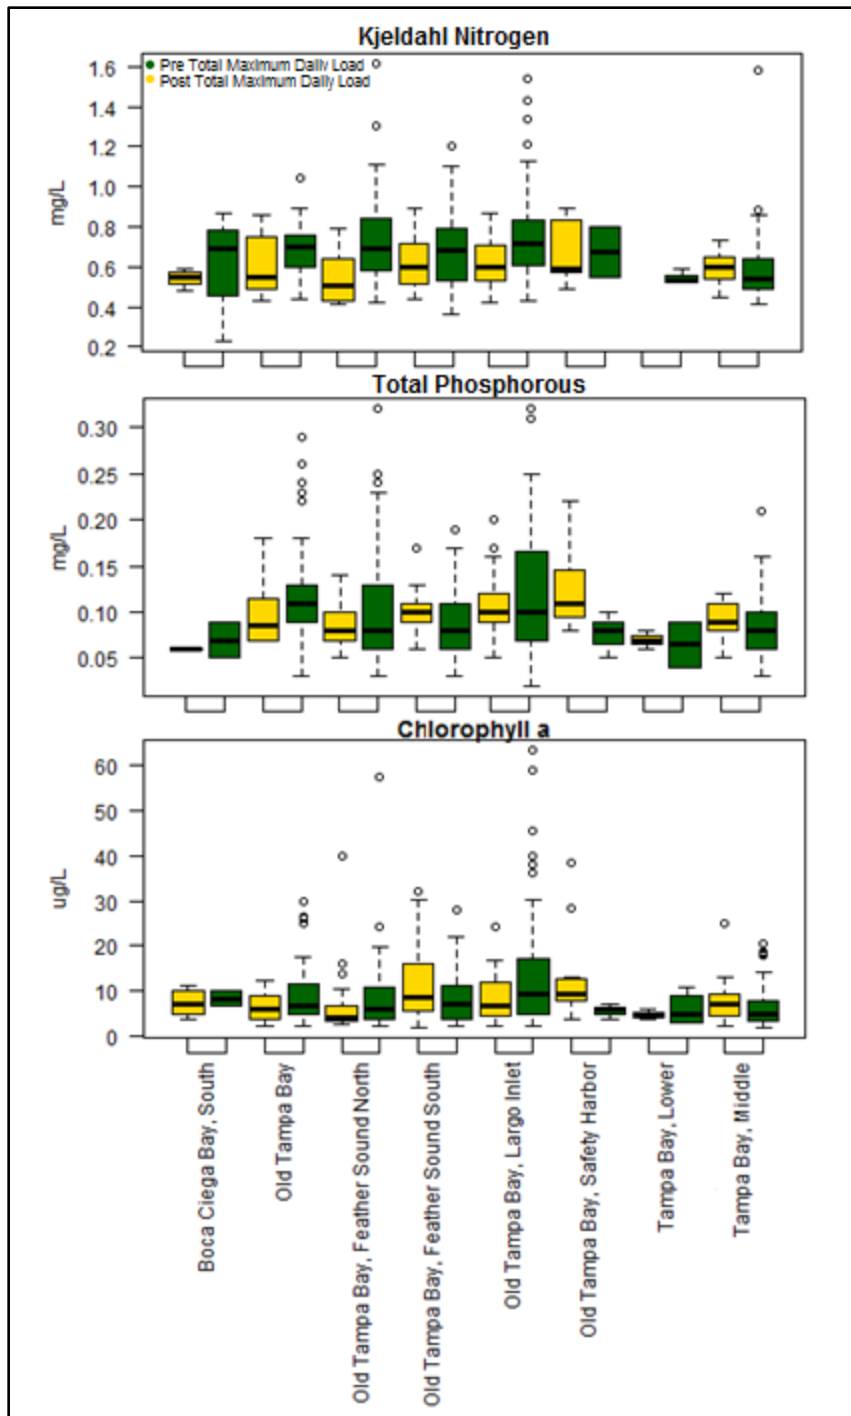 Kjeldahl Nitrogen
Pre Total Maximum Daily Load
Post Total Maximum Daily Load
mg/L
1.6
1.4
1.2
1.0
0.8
0.6
0.4
0.2
Total Phosphorous
mg/L
0.30
0.25
0.20
0.15
0.10
0.05
Chlorophyll a
ug/L
60
50
40
30
20
10
0
Boca Ciega Bay, South
Old Tampa Bay
Old Tampa Bay, Feather Sound North
Old Tampa Bay, Feather Sound South
Old Tampa Bay, Largo Inlet
Old Tampa Bay, Safety Harbor
Tampa Bay, Lower
Tampa Bay, Middle